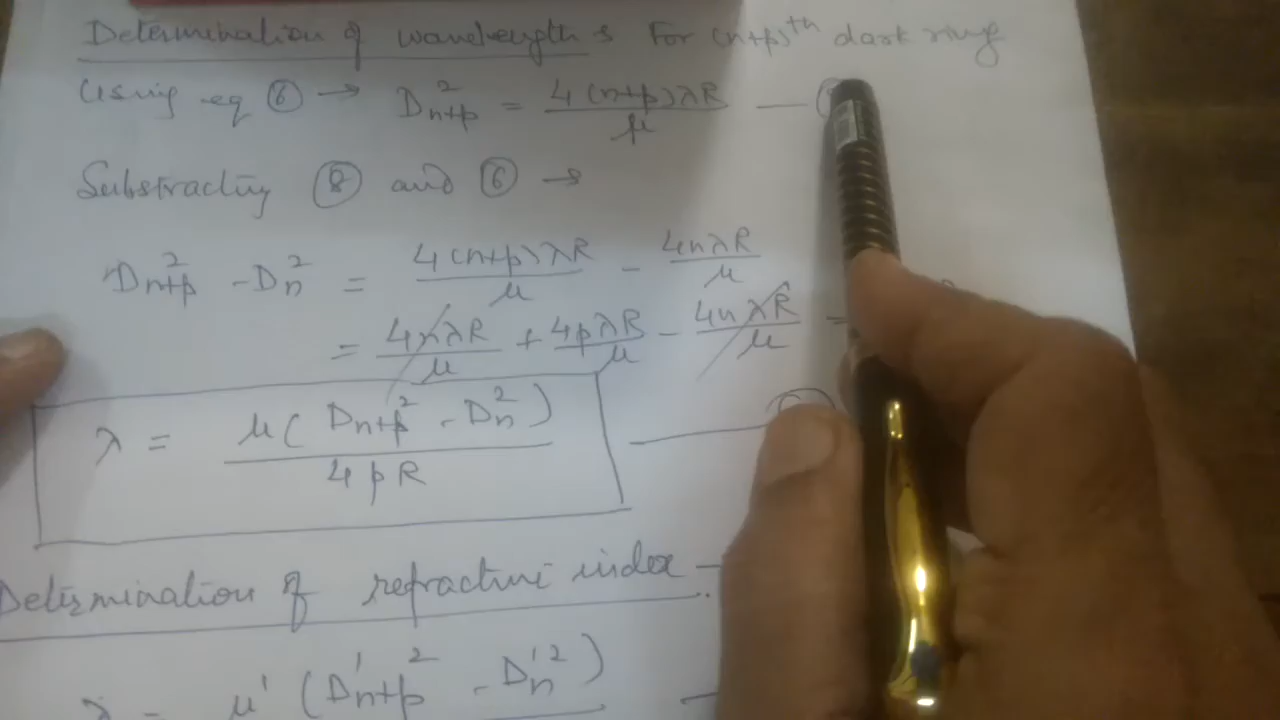 Determination of wavelengths For (n+p)th dark ring
Using eq ⑥ → D²n+p = 4(n+p)λR/μ —
Substracting ⑧ and ⑥ →
D²n+p - D²n = 4(n+p)λR/μ - 4nλR/μ
= 4nλR/μ + 4pλR/μ - 4nλR/μ =
λ = μ(D²n+p - D²n)/4pR
Determination of refractive index -
λ = μ'(D'²n+p - D'²n)